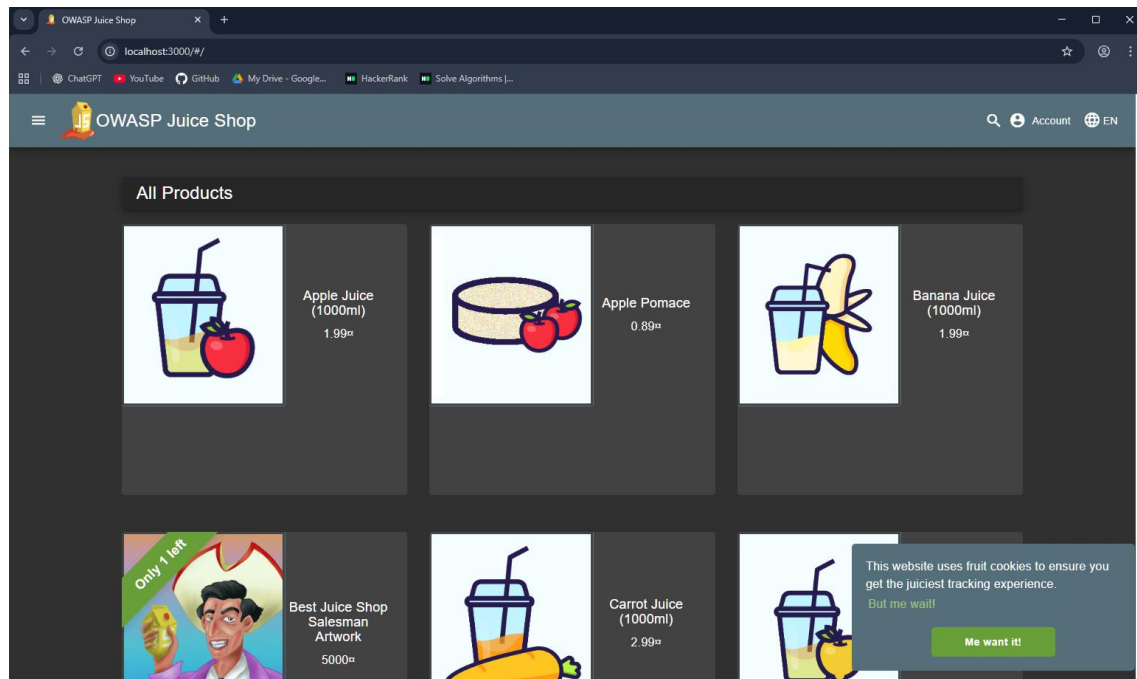 OWASP Juice Shop
localhost:3000/#/
ChatGPT YouTube GitHub My Drive - Google... HackerRank Solve Algorithms |...
OWASP Juice Shop
Account EN
All Products
Apple Juice
(1000ml)
1.99¤
Apple Pomace
0.89¤
Banana Juice
(1000ml)
1.99¤
Only 1 left
Best Juice Shop
Salesman
Artwork
5000¤
Carrot Juice
(1000ml)
2.99¤
This website uses fruit cookies to ensure you
get the juiciest tracking experience.
But me wait!
Me want it!